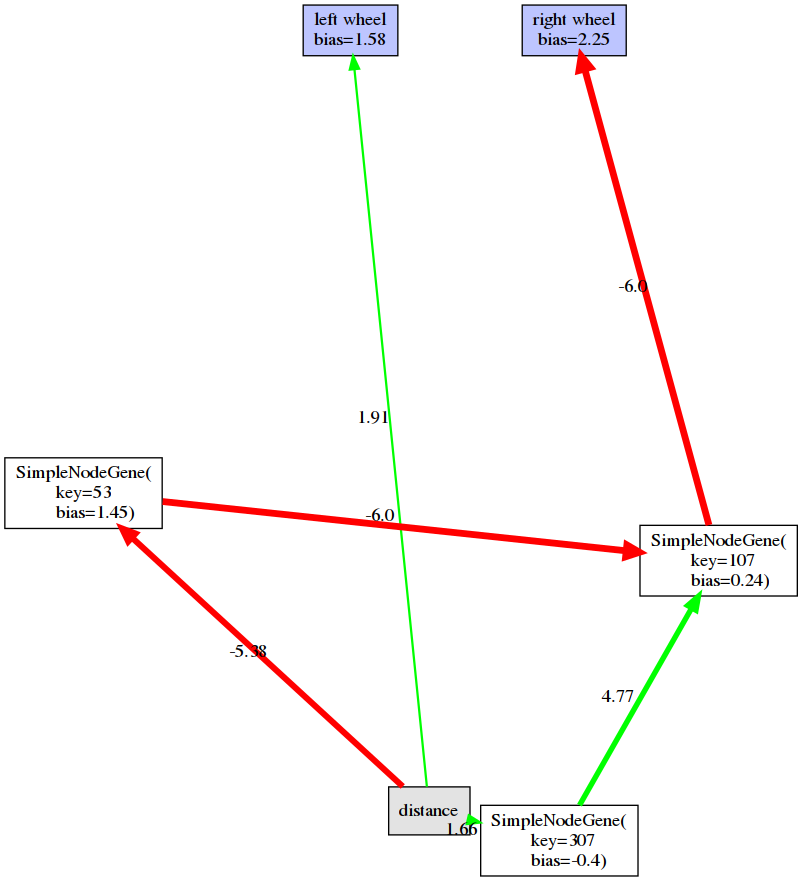 left wheel
bias=1.58
right wheel
bias=2.25
-6.0
1.91
SimpleNodeGene(
key=53
bias=1.45)
-6.0
SimpleNodeGene(
key=107
bias=0.24)
-5.38
4.77
distance
1.66
SimpleNodeGene(
key=307
bias=-0.4)